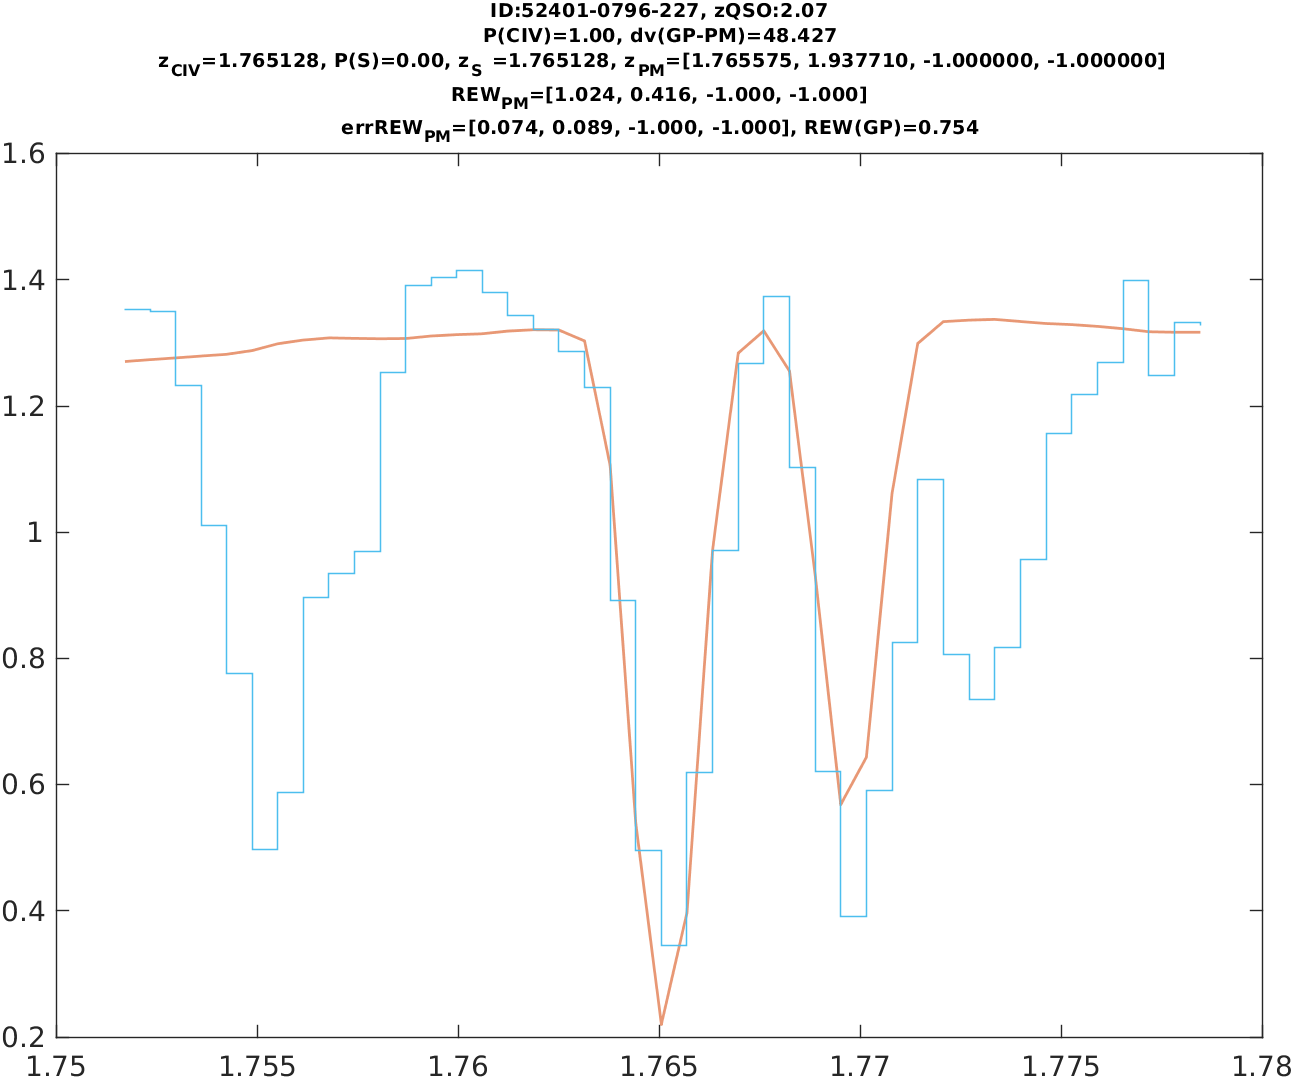 ID:52401-0796-227, zQSO:2.07
P(CIV)=1.00, dv(GP-PM)=48.427
zCIV=1.765128, P(S)=0.00, zS =1.765128, zPM=[1.765575, 1.937710, -1.000000, -1.000000]
REWPM=[1.024, 0.416, -1.000, -1.000]
errREWPM=[0.074, 0.089, -1.000, -1.000], REW(GP)=0.754
1.6
1.4
1.2
1
0.8
0.6
0.4
0.2
1.75 1.755 1.76 1.765 1.77 1.775 1.78